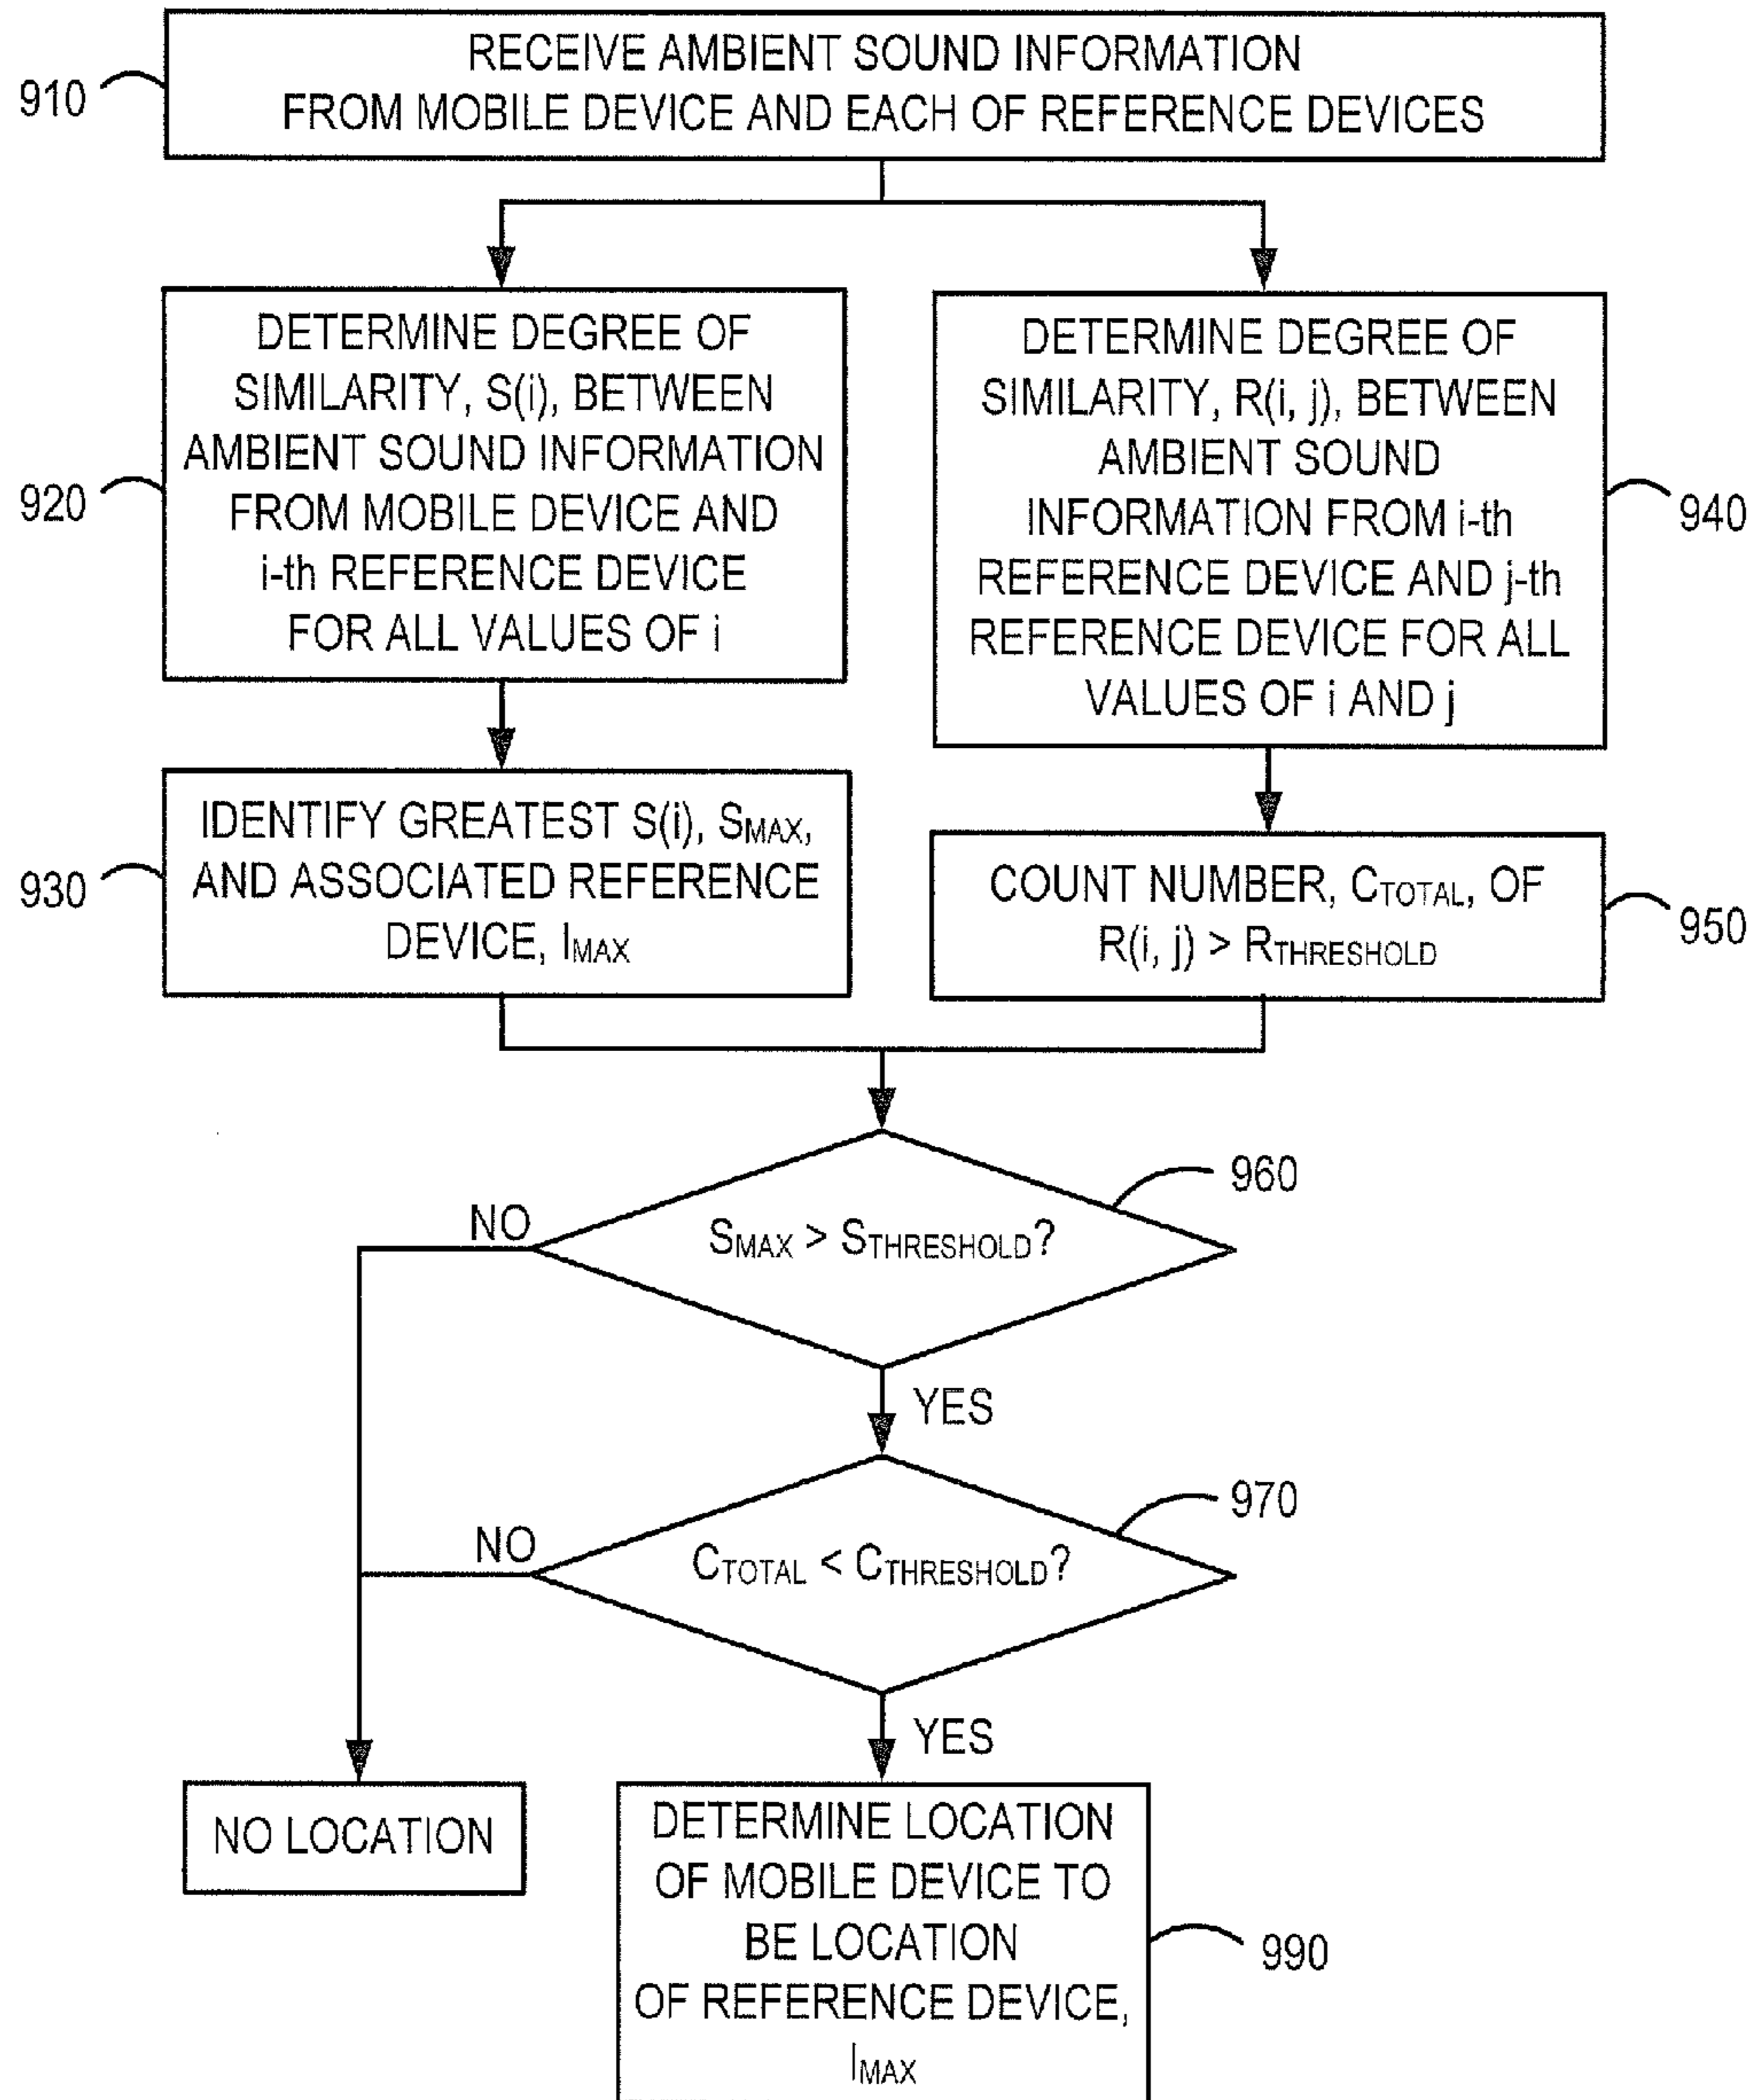 RECEIVE AMBIENT SOUND INFORMATION
FROM MOBILE DEVICE AND EACH OF REFERENCE DEVICES
910
DETERMINE DEGREE OF
SIMILARITY, S(i), BETWEEN
AMBIENT SOUND INFORMATION
FROM MOBILE DEVICE AND
i-th REFERENCE DEVICE
FOR ALL VALUES OF i
920
DETERMINE DEGREE OF
SIMILARITY, R(i, j), BETWEEN
AMBIENT SOUND
INFORMATION FROM i-th
REFERENCE DEVICE AND j-th
REFERENCE DEVICE FOR ALL
VALUES OF i AND j
940
IDENTIFY GREATEST S(i), SMAX,
AND ASSOCIATED REFERENCE
DEVICE, IMAX
930
COUNT NUMBER, CTOTAL, OF
R(i, j) > RTHRESHOLD
950
960
SMAX > STHRESHOLD?
NO
YES
970
CTOTAL < CTHRESHOLD?
NO
YES
NO LOCATION
DETERMINE LOCATION
OF MOBILE DEVICE TO
BE LOCATION
OF REFERENCE DEVICE,
IMAX
990